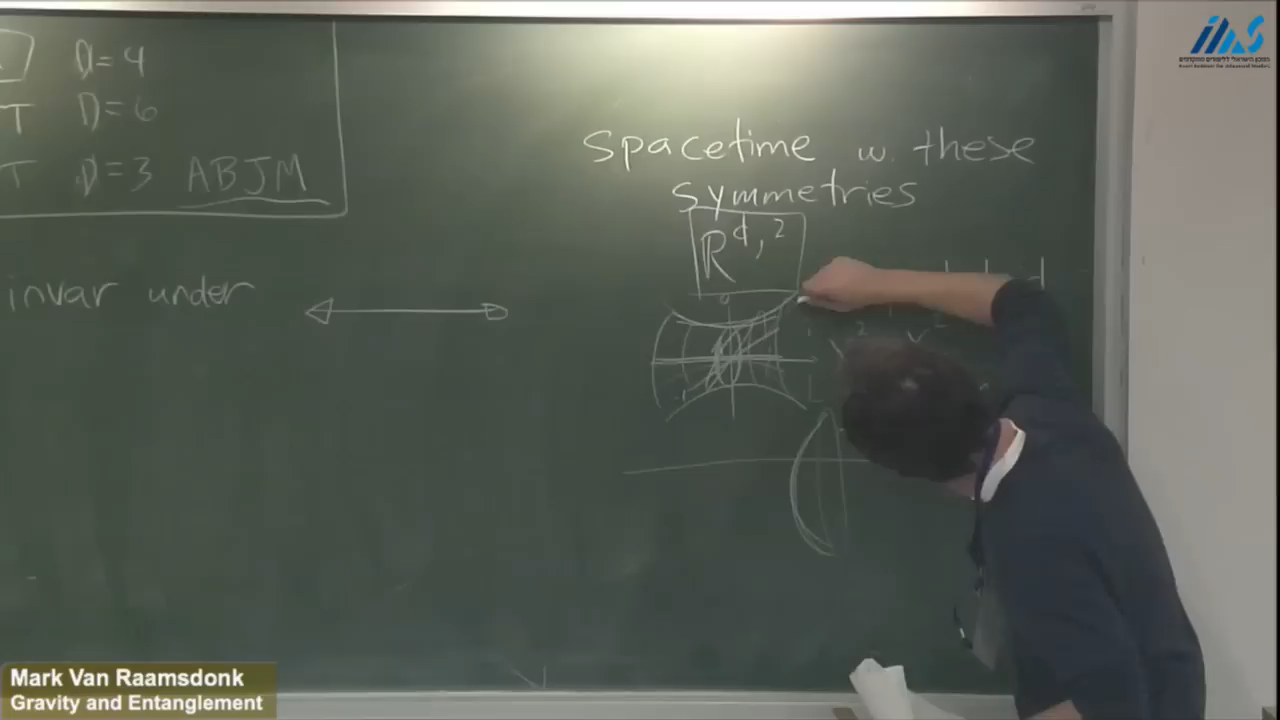 D=4
T D=6
T D=3 ABJM
invar under
Spacetime w. these
symmetries
ℝ^{d,2}
Mark Van Raamsdonk
Gravity and Entanglement